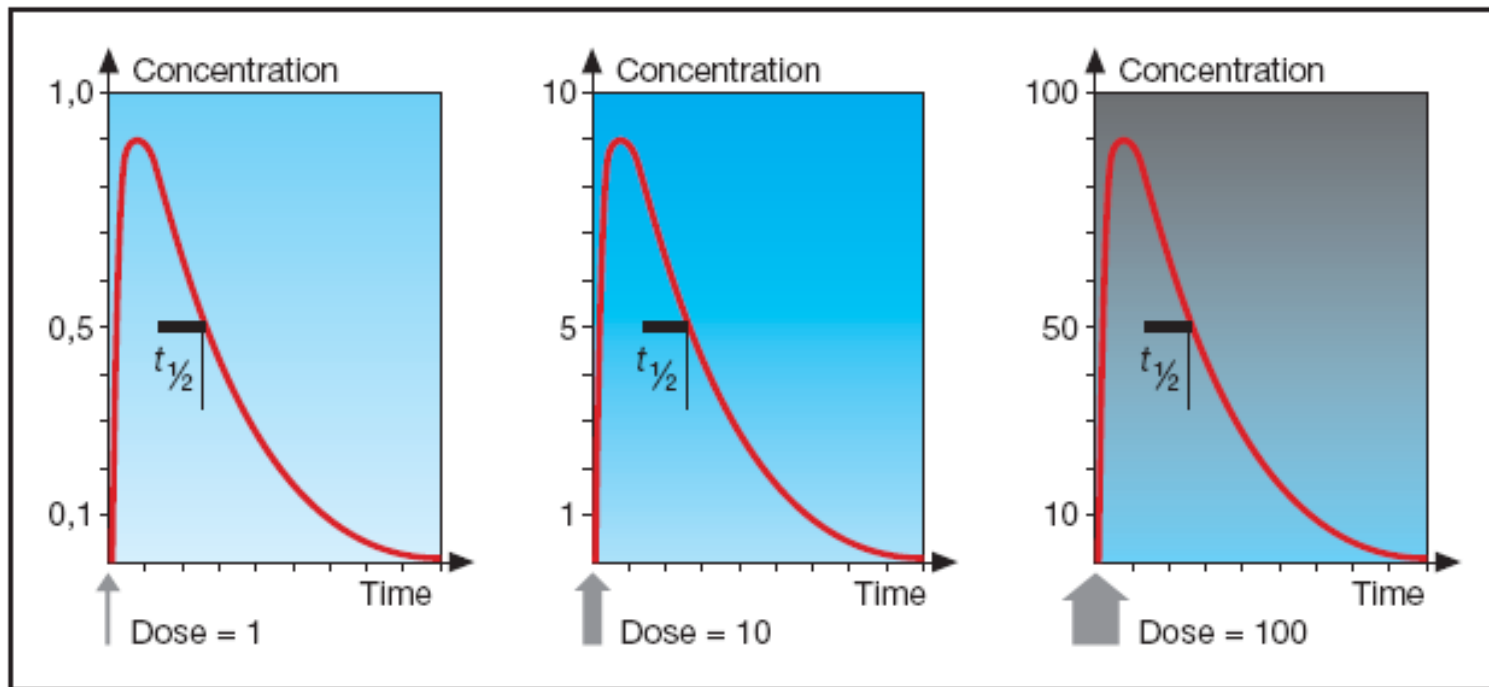 Concentration
1,0
0,5
0,1
t½
Time
Dose = 1
Concentration
10
5
1
t½
Time
Dose = 10
Concentration
100
50
10
t½
Time
Dose = 100